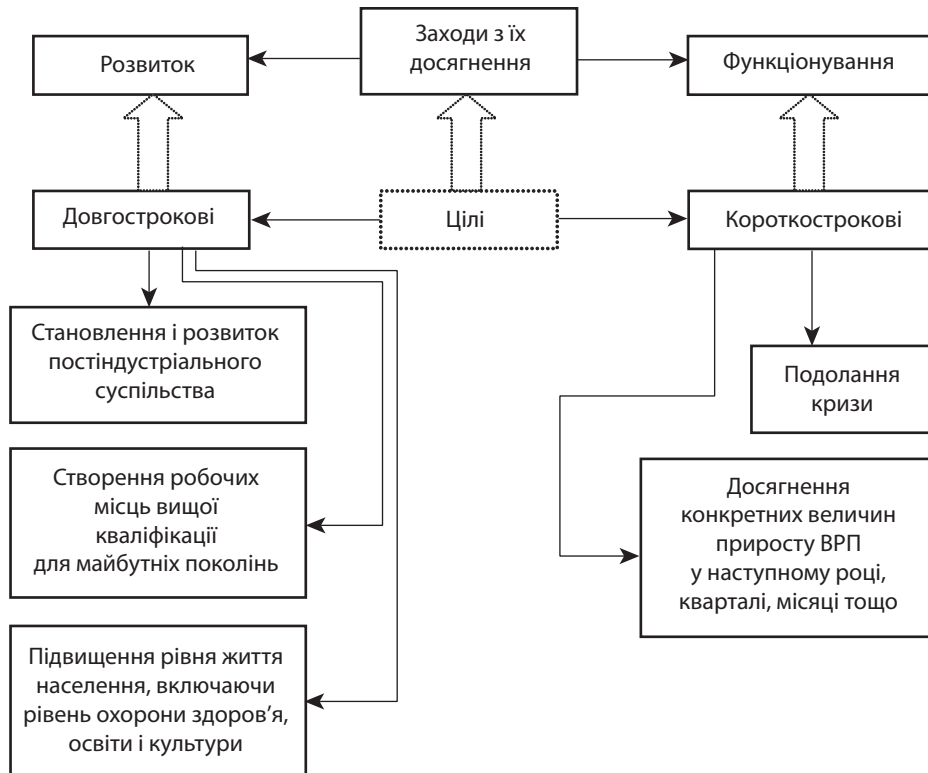 Розвиток
Заходи з їх
досягнення
Функціонування
Довгострокові
Цілі
Короткострокові
Становлення і розвиток
постіндустріального
суспільства
Подолання
кризи
Створення робочих
місць вищої
кваліфікації
для майбутніх поколінь
Досягнення
конкретних величин
приросту ВРП
у наступному році,
кварталі, місяці тощо
Підвищення рівня життя
населення, включаючи
рівень охорони здоров’я,
освіти і культури